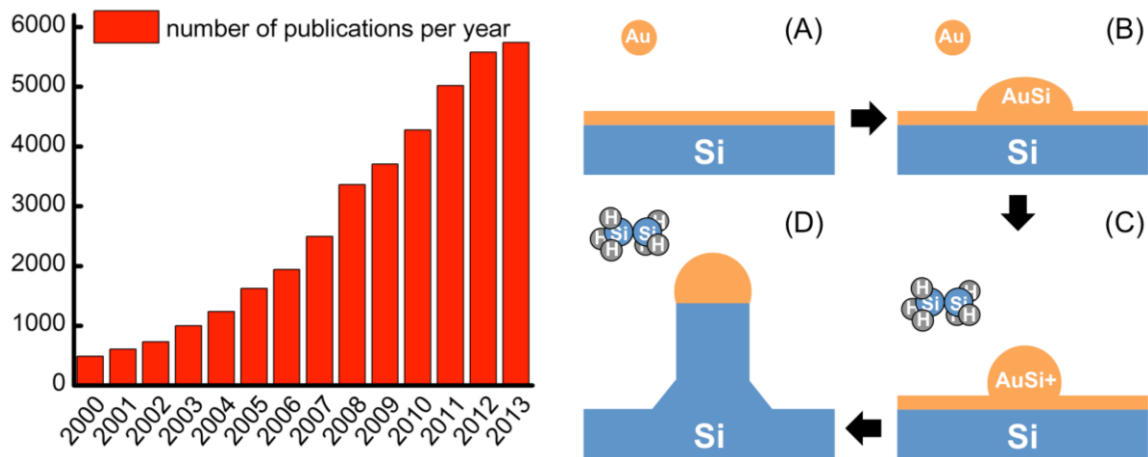 number of publications per year
6000
5000
4000
3000
2000
1000
0
2000 2001 2002 2003 2004 2005 2006 2007 2008 2009 2010 2011 2012 2013
Au
(A)
Si
Au
(B)
AuSi
Si
(D)
H H H Si Si H H
Si
(C)
H H H Si Si H H
AuSi+
Si